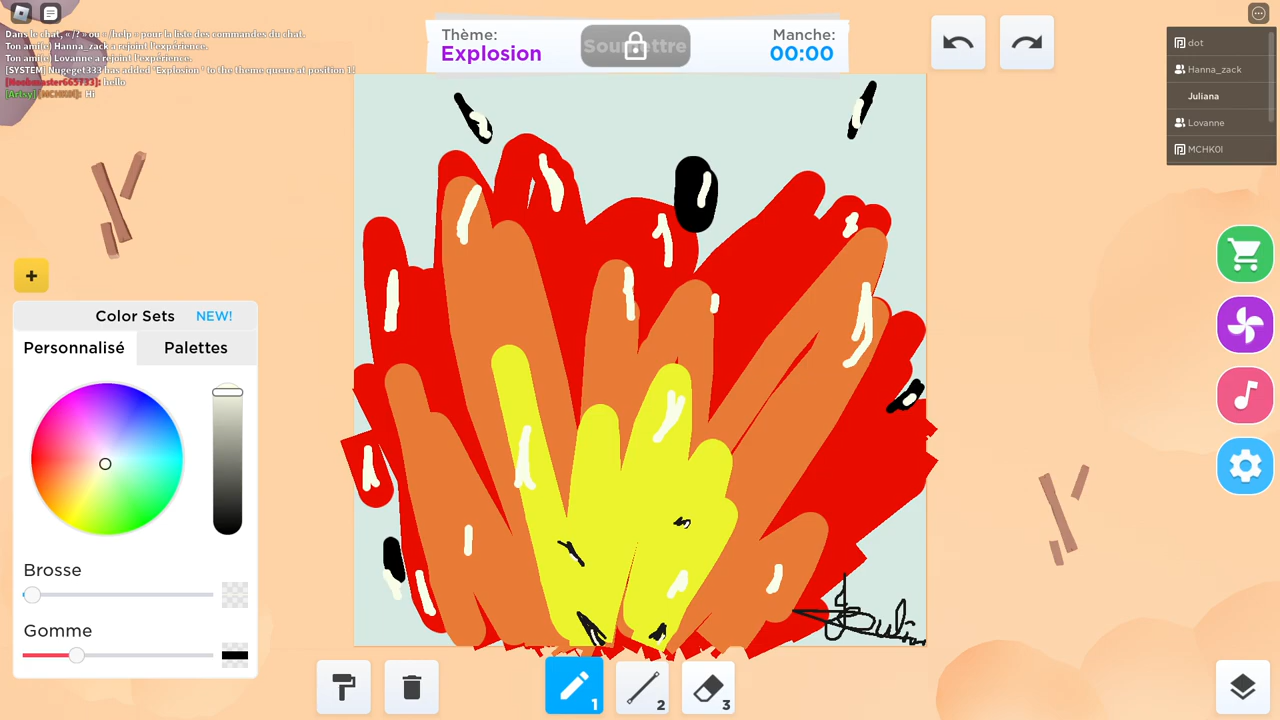 Dans le chat, « /? » ou « /help » pour la liste des commandes du chat.
Ton ami(e) Hanna_zack a rejoint l'expérience.
Ton ami(e) Lovanne a rejoint l'expérience.
[SYSTEM] Nugeget333 has added 'Explosion ' to the theme queue at position 1!
[Noobmaster665733]: hello
[Artsy] [MCHK0I]: Hi
Thème:
Explosion
Soumettre
Manche:
00:00
dot
Hanna_zack
Juliana
Lovanne
MCHK0I
+
Color Sets NEW!
Personnalisé Palettes
Brosse
Gomme
1
2
3